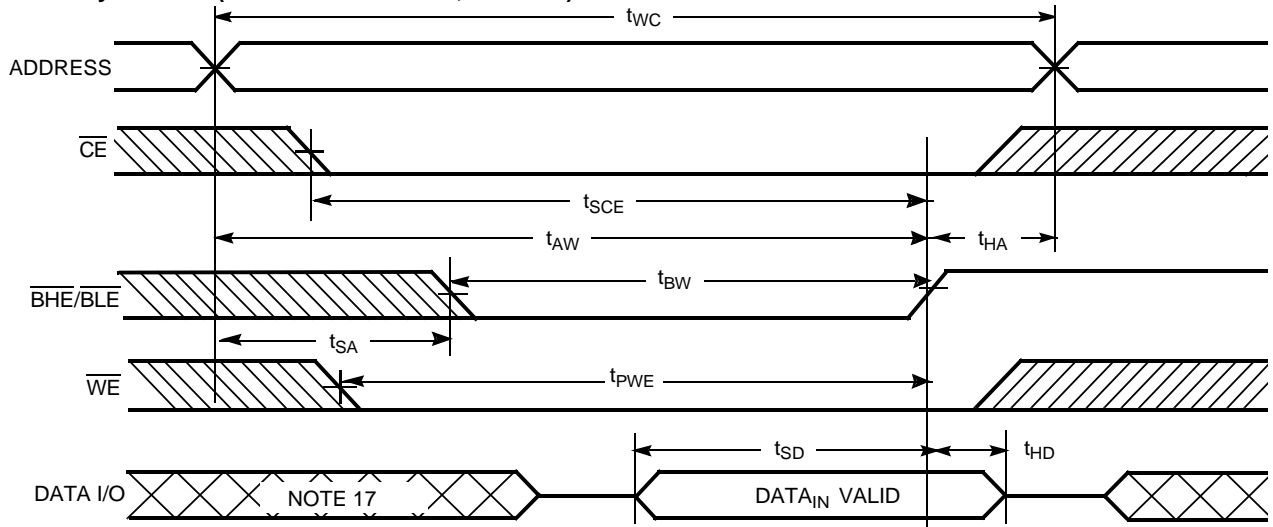 tWC
ADDRESS
CE
tSCE
tAW
tHA
BHE/BLE
tBW
tSA
WE
tPWE
tSD
tHD
DATA I/O
NOTE 17
DATAIN VALID